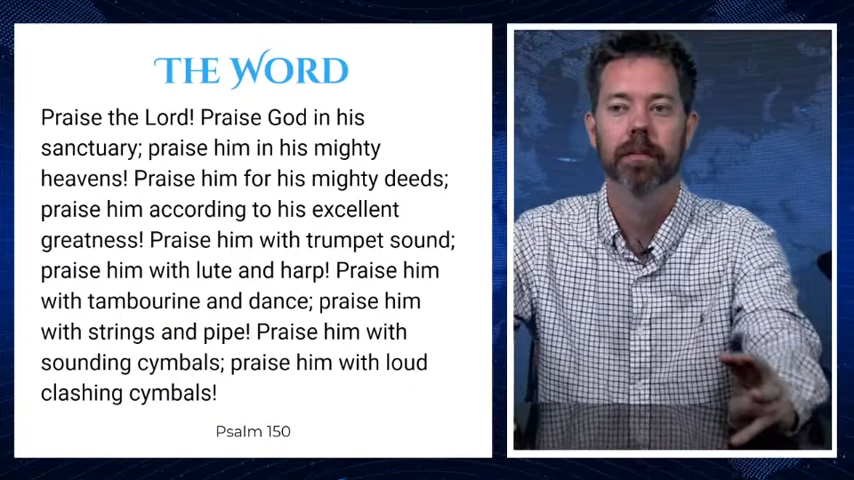 THE WORD
Praise the Lord! Praise God in his
sanctuary; praise him in his mighty
heavens! Praise him for his mighty deeds;
praise him according to his excellent
greatness! Praise him with trumpet sound;
praise him with lute and harp! Praise him
with tambourine and dance; praise him
with strings and pipe! Praise him with
sounding cymbals; praise him with loud
clashing cymbals!
Psalm 150